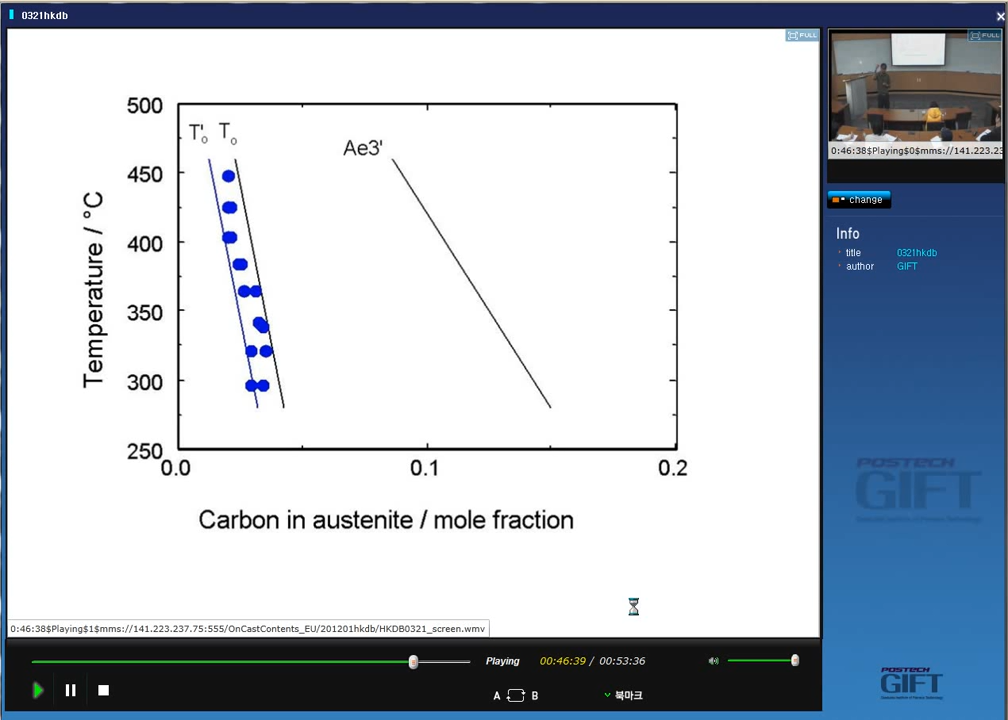 0321hkdb
FULL
FULL
0:46:38$Playing$0$mms://141.223.23
change
Info
title 0321hkdb
author GIFT
500
450
400
350
300
250
T'o To
Ae3'
Temperature / °C
0.0 0.1 0.2
Carbon in austenite / mole fraction
POSTECH
GIFT
0:46:38$Playing$1$mms://141.223.237.75:555/OnCastContents_EU/201201hkdb/HKDB0321_screen.wmv
Playing 00:46:39 / 00:53:36
A B 북마크
POSTECH
GIFT